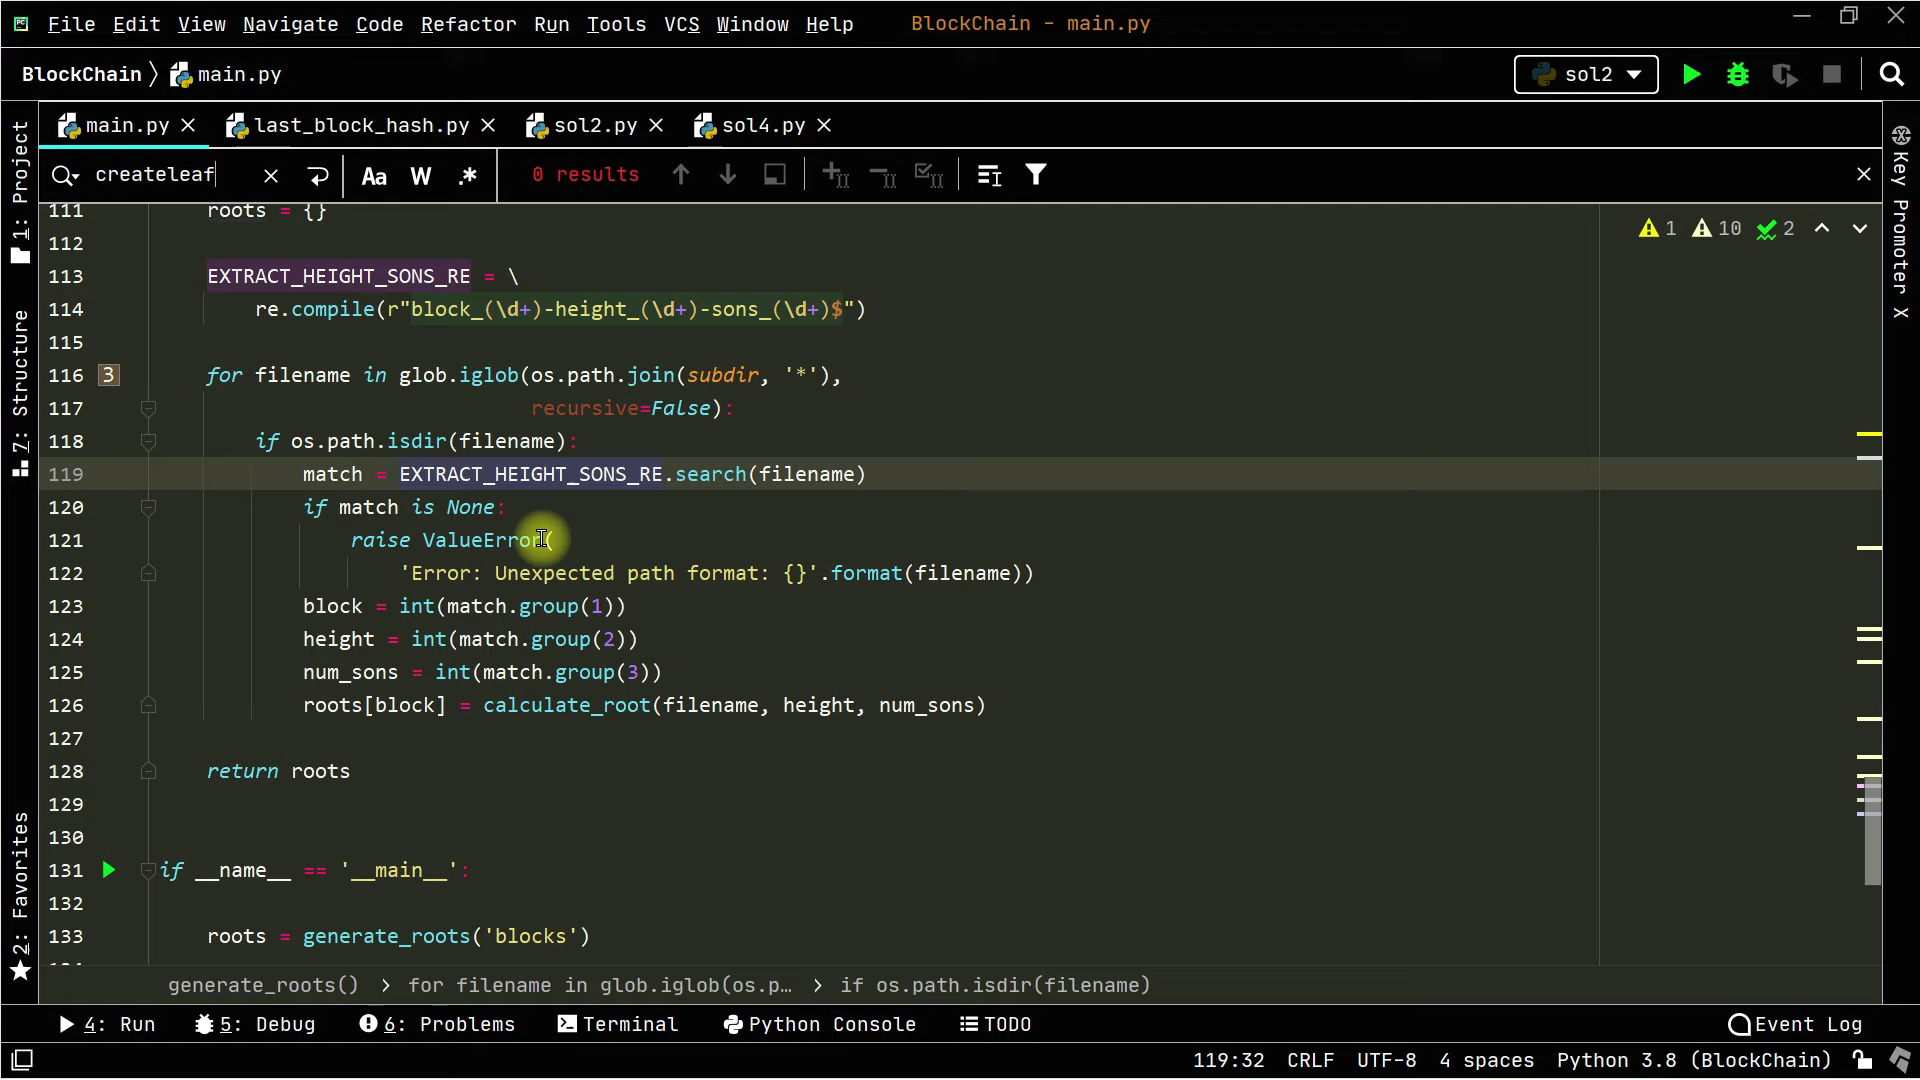 File Edit View Navigate Code Refactor Run Tools VCS Window Help BlockChain - main.py
BlockChain main.py sol2
main.py last_block_hash.py sol2.py sol4.py
createleaf Aa W .* 0 results
111 roots = {}
1 10 2
112
113 EXTRACT_HEIGHT_SONS_RE = \
114 re.compile(r"block_(\d+)-height_(\d+)-sons_(\d+)$")
115
116 3 for filename in glob.iglob(os.path.join(subdir, '*'),
117 recursive=False):
118 if os.path.isdir(filename):
119 match = EXTRACT_HEIGHT_SONS_RE.search(filename)
120 if match is None:
121 raise ValueError(
122 'Error: Unexpected path format: {}'.format(filename))
123 block = int(match.group(1))
124 height = int(match.group(2))
125 num_sons = int(match.group(3))
126 roots[block] = calculate_root(filename, height, num_sons)
127
128 return roots
129
130
131 if __name__ == '__main__':
132
133 roots = generate_roots('blocks')
generate_roots() > for filename in glob.iglob(os.p... > if os.path.isdir(filename)
4: Run 5: Debug 6: Problems Terminal Python Console TODO Event Log
119:32 CRLF UTF-8 4 spaces Python 3.8 (BlockChain)
1: Project
7: Structure
2: Favorites
Key Promoter X